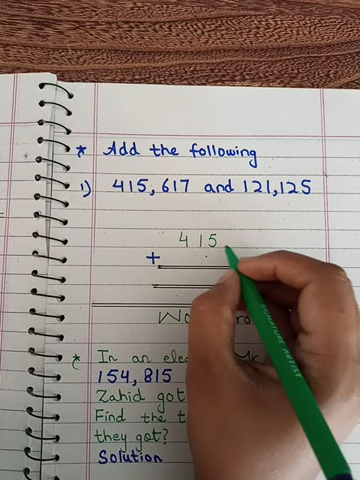 * Add the following
1) 415,617 and 121,125
415
+
* In an
154, 815
Zahid got
Find the
they got?
Solution